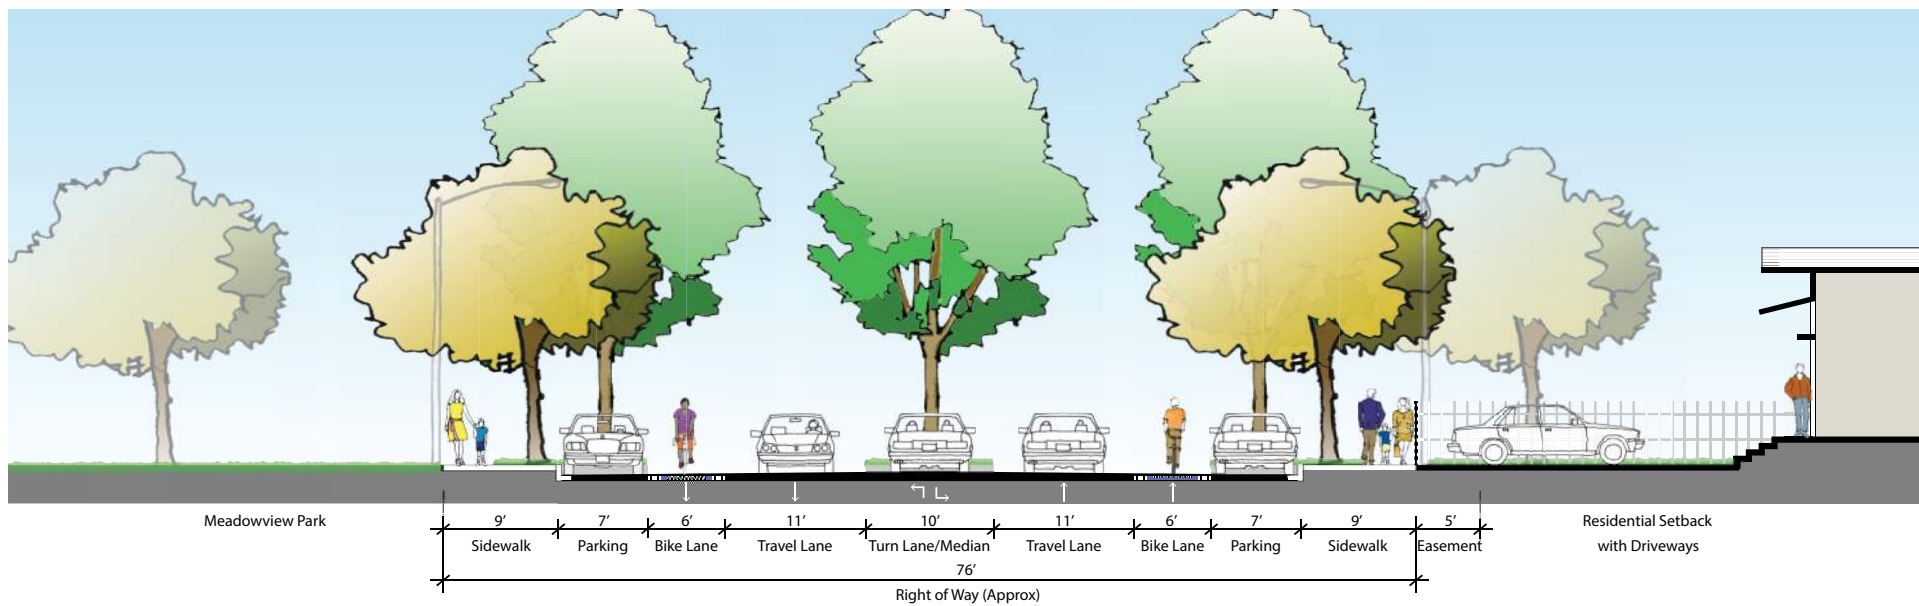 Meadowview Park
9’ 7’ 6’ 11’ 10’ 11’ 6’ 7’ 9’ 5’
Sidewalk Parking Bike Lane Travel Lane Turn Lane/Median Travel Lane Bike Lane Parking Sidewalk Easement
Residential Setback
with Driveways
76’
Right of Way (Approx)